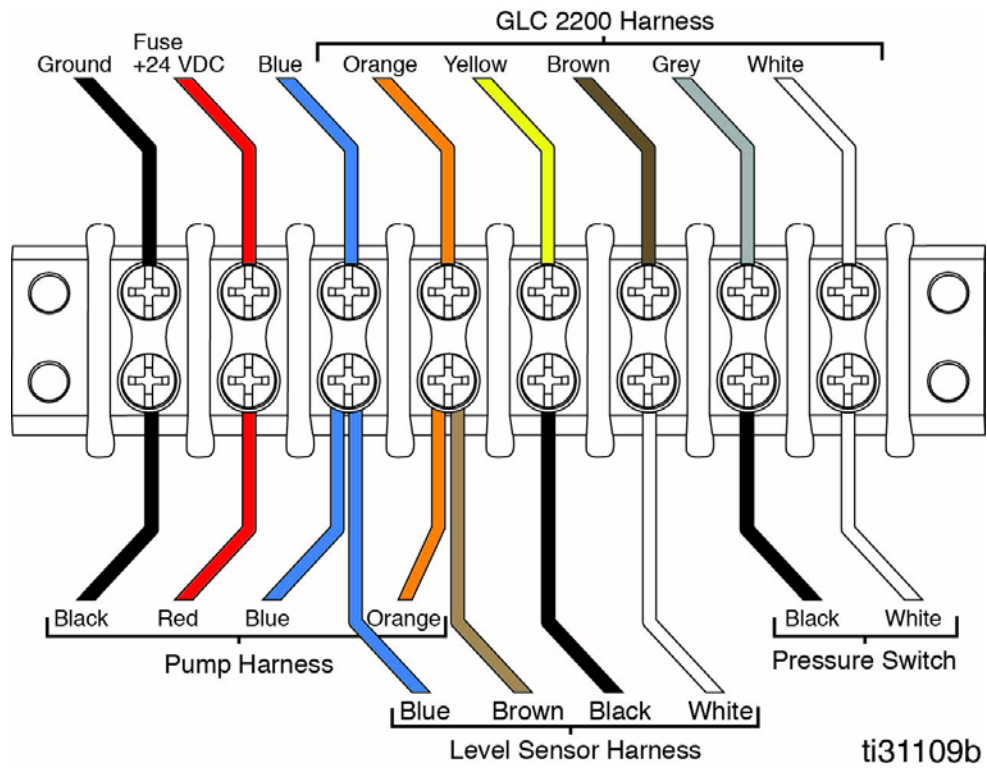 GLC 2200 Harness
Fuse
Ground +24 VDC Blue Orange Yellow Brown Grey White
Black Red Blue Orange Black White
Pump Harness Pressure Switch
Blue Brown Black White
Level Sensor Harness
ti31109b